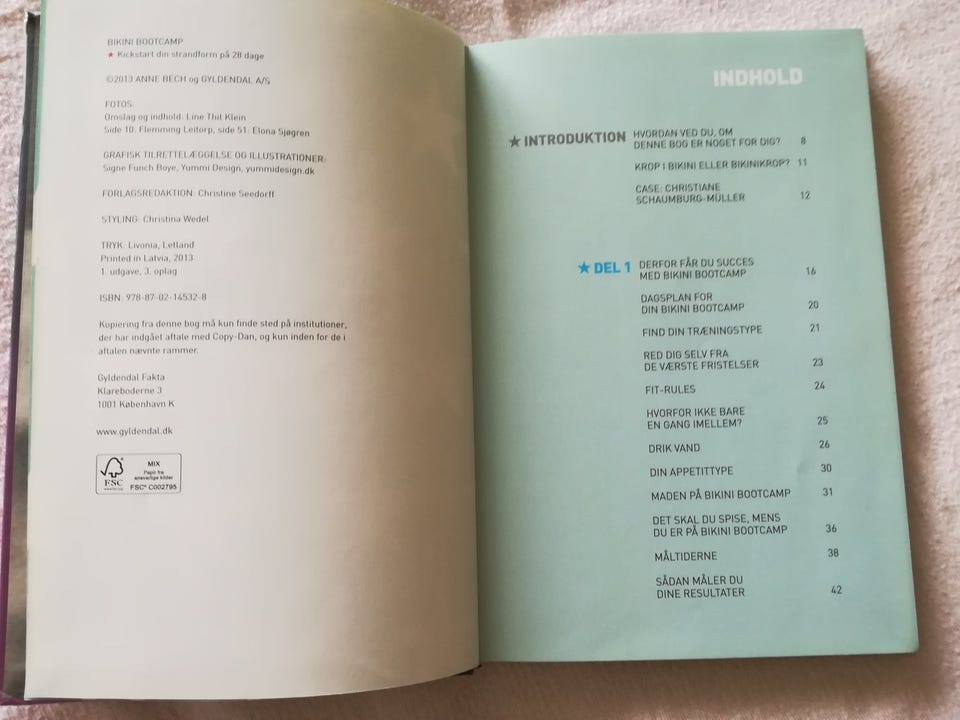 BIKINI BOOTCAMP
★ Kickstart din strandform på 28 dage
©2013 ANNE BECH og GYLDENDAL A/S
FOTOS:
Omslag og indhold: Line Thit Klein
Side 10: Flemming Leitorp, side 51: Elona Sjøgren
GRAFISK TILRETTELÆGGELSE OG ILLUSTRATIONER:
Signe Funch Boye, Yummi Design, yummidesign.dk
FORLAGSREDAKTION: Christine Seedorff
STYLING: Christina Wedel
TRYK: Livonia, Letland
Printed in Latvia, 2013
1. udgave, 3. oplag
ISBN: 978-87-02-14532-8
Kopiering fra denne bog må kun finde sted på institutioner,
der har indgået aftale med Copy-Dan, og kun inden for de i
aftalen nævnte rammer.
Gyldendal Fakta
Klareboderne 3
1001 København K
www.gyldendal.dk
FSC
MIX
Papir fra
ansvarlige kilder
FSC® C002795
INDHOLD
★ INTRODUKTION HVORDAN VED DU, OM
DENNE BOG ER NOGET FOR DIG? 8
KROP I BIKINI ELLER BIKINIKROP? 11
CASE: CHRISTIANE
SCHAUMBURG-MÜLLER 12
★ DEL 1 DERFOR FÅR DU SUCCES
MED BIKINI BOOTCAMP 16
DAGSPLAN FOR
DIN BIKINI BOOTCAMP 20
FIND DIN TRÆNINGSTYPE 21
RED DIG SELV FRA
DE VÆRSTE FRISTELSER 23
FIT-RULES 24
HVORFOR IKKE BARE
EN GANG IMELLEM? 25
DRIK VAND 26
DIN APPETITTYPE 30
MADEN PÅ BIKINI BOOTCAMP 31
DET SKAL DU SPISE, MENS
DU ER PÅ BIKINI BOOTCAMP 36
MÅLTIDERNE 38
SÅDAN MÅLER DU
DINE RESULTATER 42